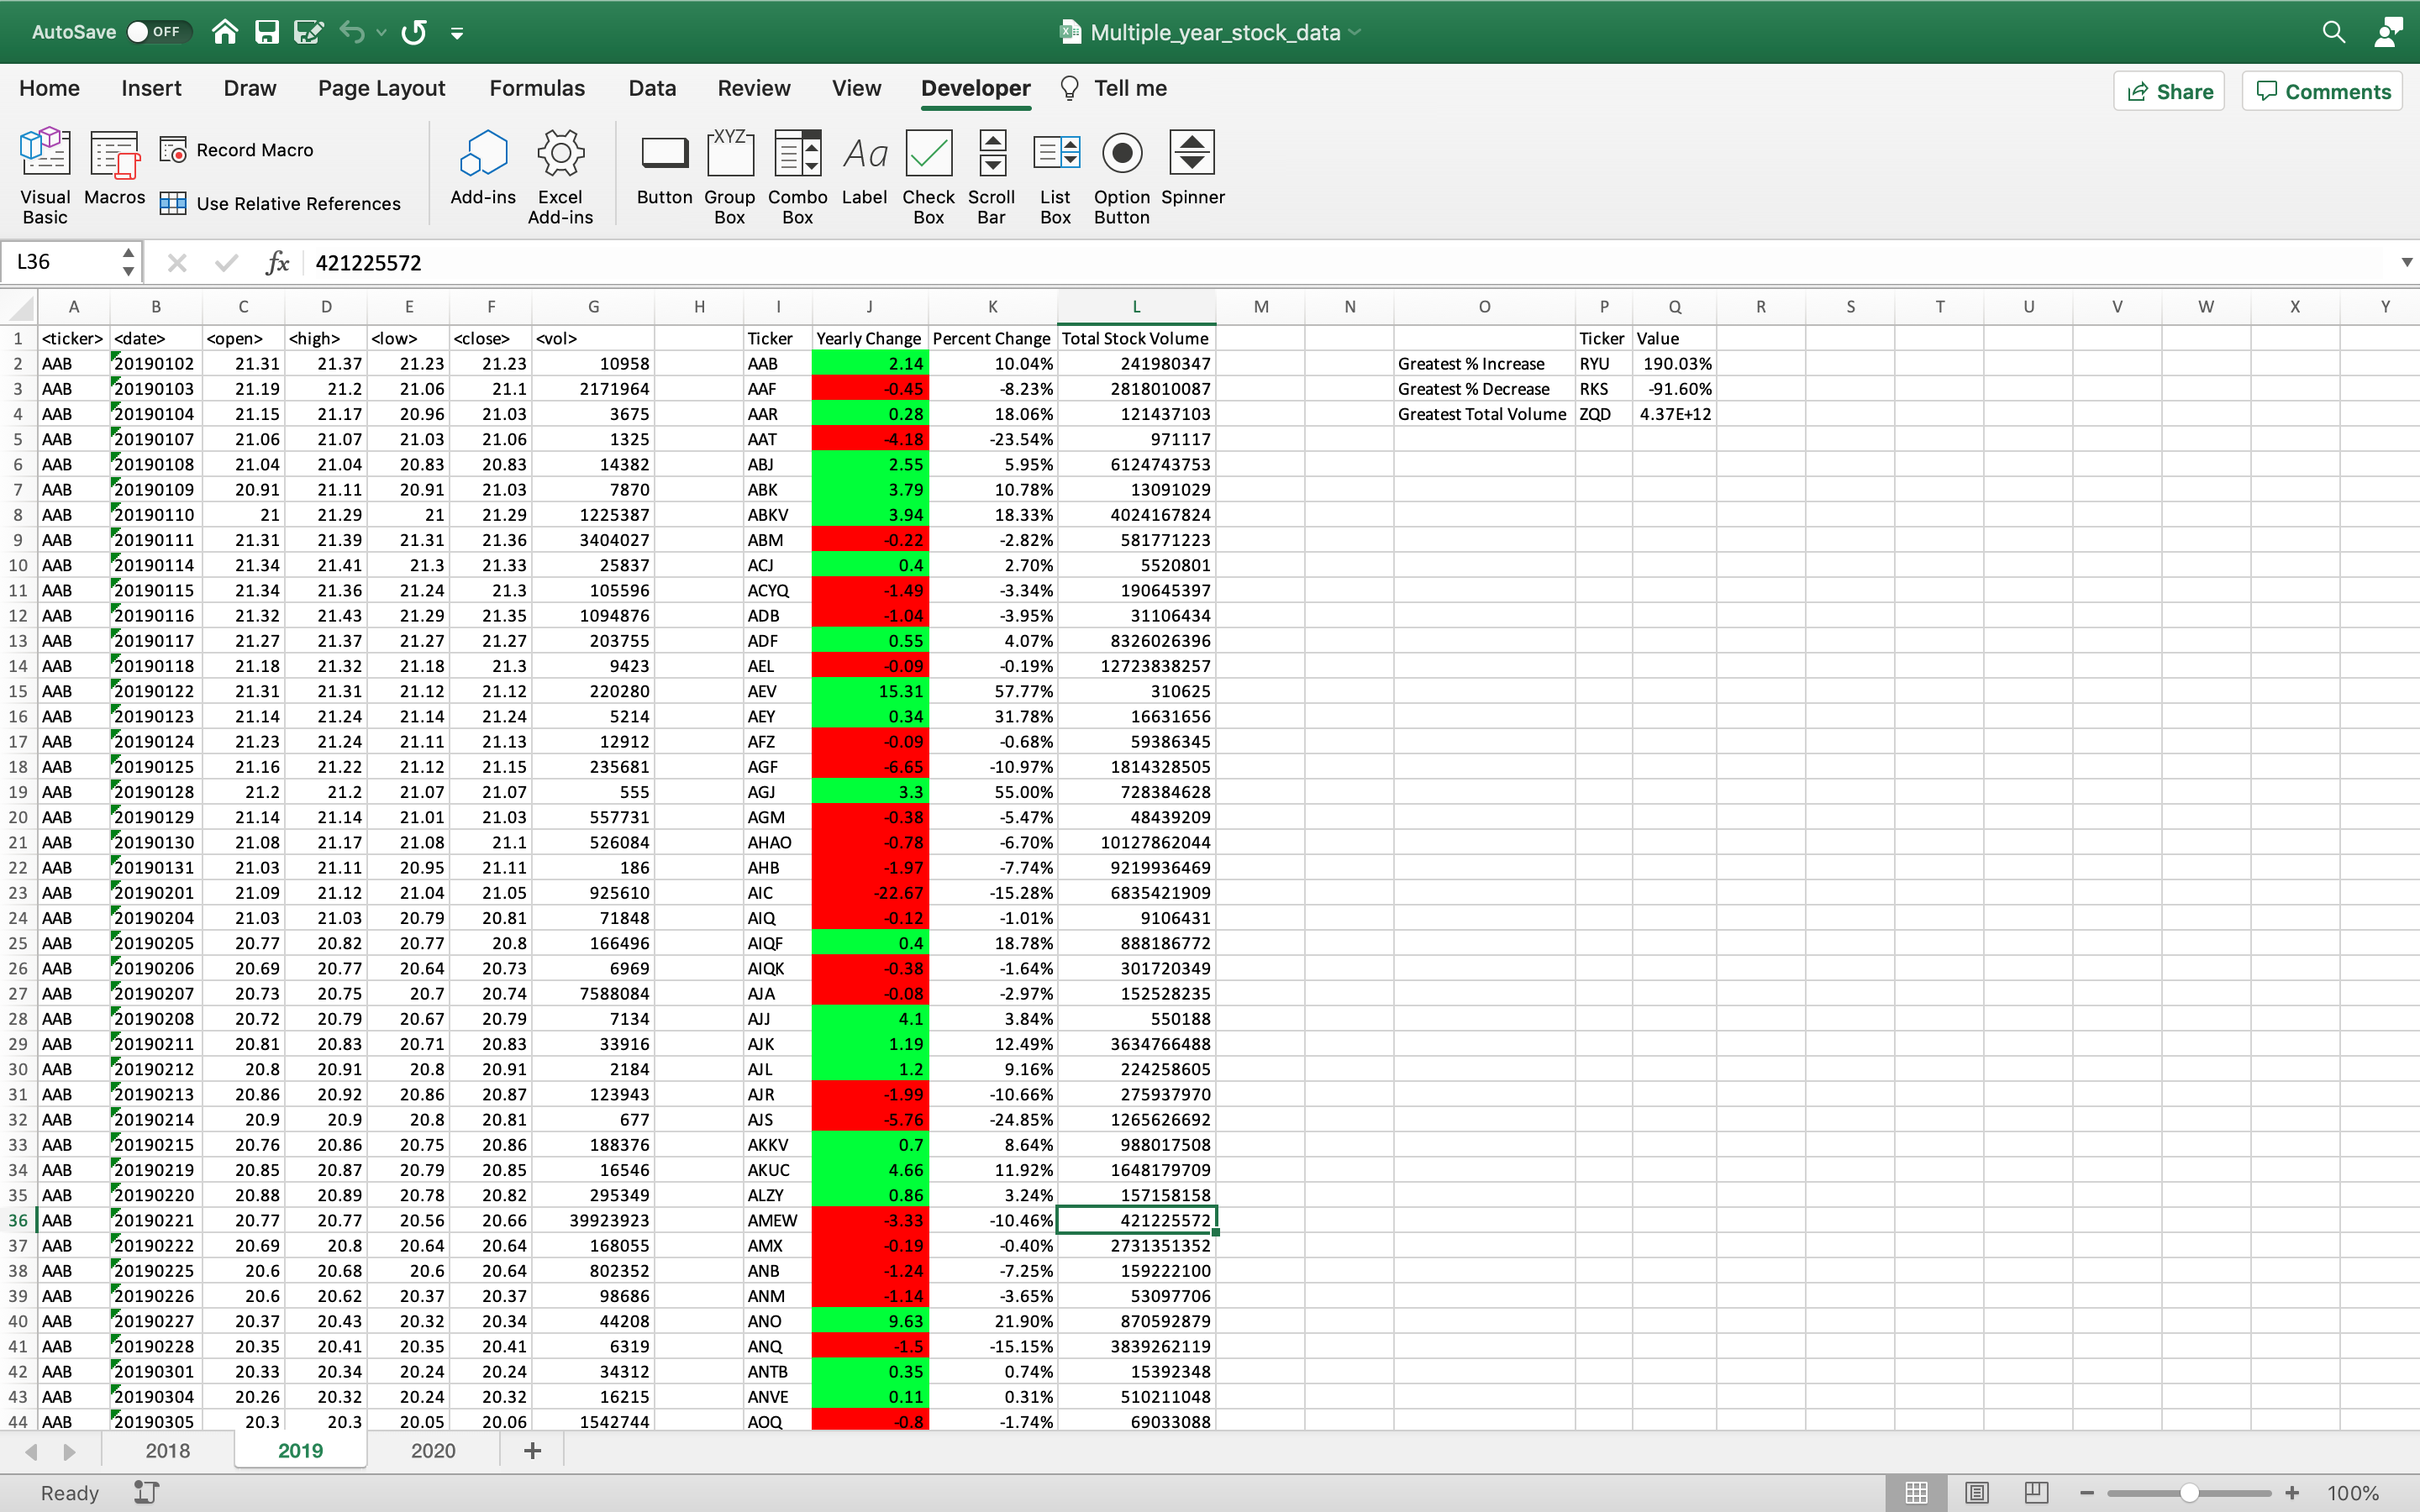 AutoSave OFF Multiple_year_stock_data
Home Insert Draw Page Layout Formulas Data Review View Developer Tell me Share Comments
Visual Basic Macros Record Macro Use Relative References Add-ins Excel Add-ins Button XYZ Group Box Combo Box Aa Label Check Box Scroll Bar List Box Option Button Spinner
L36 fx 421225572
A B C D E F G H I J K L M N O P Q R S T U V W X Y
1 <ticker> <date> <open> <high> <low> <close> <vol> Ticker Yearly Change Percent Change Total Stock Volume Ticker Value
2 AAB 20190102 21.31 21.37 21.23 21.23 10958 AAB 2.14 10.04% 241980347 Greatest % Increase RYU 190.03%
3 AAB 20190103 21.19 21.2 21.06 21.1 2171964 AAF -0.45 -8.23% 2818010087 Greatest % Decrease RKS -91.60%
4 AAB 20190104 21.15 21.17 20.96 21.03 3675 AAR 0.28 18.06% 121437103 Greatest Total Volume ZQD 4.37E+12
5 AAB 20190107 21.06 21.07 21.03 21.06 1325 AAT -4.18 -23.54% 971117
6 AAB 20190108 21.04 21.04 20.83 20.83 14382 ABJ 2.55 5.95% 6124743753
7 AAB 20190109 20.91 21.11 20.91 21.03 7870 ABK 3.79 10.78% 13091029
8 AAB 20190110 21 21.29 21 21.29 1225387 ABKV 3.94 18.33% 4024167824
9 AAB 20190111 21.31 21.39 21.31 21.36 3404027 ABM -0.22 -2.82% 581771223
10 AAB 20190114 21.34 21.41 21.3 21.33 25837 ACJ 0.4 2.70% 5520801
11 AAB 20190115 21.34 21.36 21.24 21.3 105596 ACYQ -1.49 -3.34% 190645397
12 AAB 20190116 21.32 21.43 21.29 21.35 1094876 ADB -1.04 -3.95% 31106434
13 AAB 20190117 21.27 21.37 21.27 21.27 203755 ADF 0.55 4.07% 8326026396
14 AAB 20190118 21.18 21.32 21.18 21.3 9423 AEL -0.09 -0.19% 12723838257
15 AAB 20190122 21.31 21.31 21.12 21.12 220280 AEV 15.31 57.77% 310625
16 AAB 20190123 21.14 21.24 21.14 21.24 5214 AEY 0.34 31.78% 16631656
17 AAB 20190124 21.23 21.24 21.11 21.13 12912 AFZ -0.09 -0.68% 59386345
18 AAB 20190125 21.16 21.22 21.12 21.15 235681 AGF -6.65 -10.97% 1814328505
19 AAB 20190128 21.2 21.2 21.07 21.07 555 AGJ 3.3 55.00% 728384628
20 AAB 20190129 21.14 21.14 21.01 21.03 557731 AGM -0.38 -5.47% 48439209
21 AAB 20190130 21.08 21.17 21.08 21.1 526084 AHAO -0.78 -6.70% 10127862044
22 AAB 20190131 21.03 21.11 20.95 21.11 186 AHB -1.97 -7.74% 9219936469
23 AAB 20190201 21.09 21.12 21.04 21.05 925610 AIC -22.67 -15.28% 6835421909
24 AAB 20190204 21.03 21.03 20.79 20.81 71848 AIQ -0.12 -1.01% 9106431
25 AAB 20190205 20.77 20.82 20.77 20.8 166496 AIQF 0.4 18.78% 888186772
26 AAB 20190206 20.69 20.77 20.64 20.73 6969 AIQK -0.38 -1.64% 301720349
27 AAB 20190207 20.73 20.75 20.7 20.74 7588084 AJA -0.08 -2.97% 152528235
28 AAB 20190208 20.72 20.79 20.67 20.79 7134 AJJ 4.1 3.84% 550188
29 AAB 20190211 20.81 20.83 20.71 20.83 33916 AJK 1.19 12.49% 3634766488
30 AAB 20190212 20.8 20.91 20.8 20.91 2184 AJL 1.2 9.16% 224258605
31 AAB 20190213 20.86 20.92 20.86 20.87 123943 AJR -1.99 -10.66% 275937970
32 AAB 20190214 20.9 20.9 20.8 20.81 677 AJS -5.76 -24.85% 1265626692
33 AAB 20190215 20.76 20.86 20.75 20.86 188376 AKKV 0.7 8.64% 988017508
34 AAB 20190219 20.85 20.87 20.79 20.85 16546 AKUC 4.66 11.92% 1648179709
35 AAB 20190220 20.88 20.89 20.78 20.82 295349 ALZY 0.86 3.24% 157158158
36 AAB 20190221 20.77 20.77 20.56 20.66 39923923 AMEW -3.33 -10.46% 421225572
37 AAB 20190222 20.69 20.8 20.64 20.64 168055 AMX -0.19 -0.40% 2731351352
38 AAB 20190225 20.6 20.68 20.6 20.64 802352 ANB -1.24 -7.25% 159222100
39 AAB 20190226 20.6 20.62 20.37 20.37 98686 ANM -1.14 -3.65% 53097706
40 AAB 20190227 20.37 20.43 20.32 20.34 44208 ANO 9.63 21.90% 870592879
41 AAB 20190228 20.35 20.41 20.35 20.41 6319 ANQ -1.5 -15.15% 3839262119
42 AAB 20190301 20.33 20.34 20.24 20.24 34312 ANTB 0.35 0.74% 15392348
43 AAB 20190304 20.26 20.32 20.24 20.32 16215 ANVE 0.11 0.31% 510211048
44 AAB 20190305 20.3 20.3 20.05 20.06 1542744 AOQ -0.8 -1.74% 69033088
2018 2019 2020 +
Ready 100%